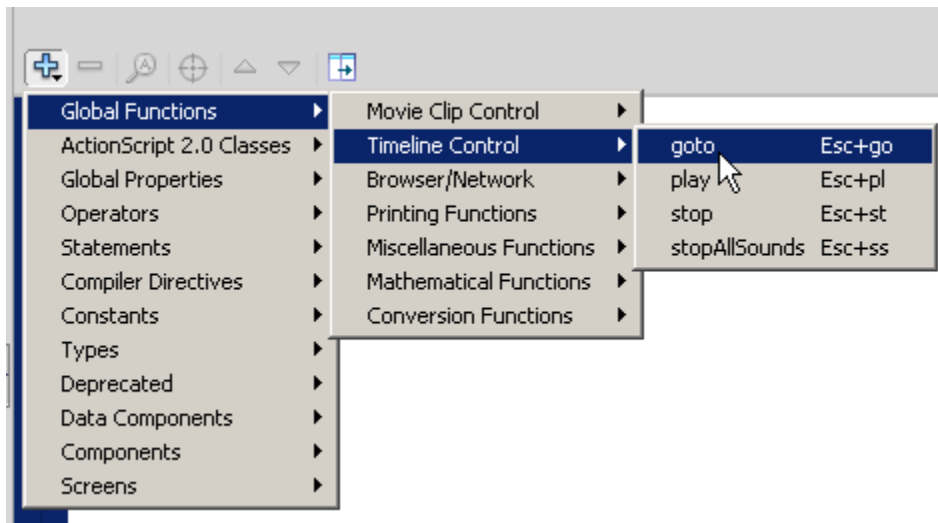 Global Functions
ActionScript 2.0 Classes
Global Properties
Operators
Statements
Compiler Directives
Constants
Types
Deprecated
Data Components
Components
Screens
Movie Clip Control
Timeline Control
Browser/Network
Printing Functions
Miscellaneous Functions
Mathematical Functions
Conversion Functions
goto Esc+go
play Esc+pl
stop Esc+st
stopAllSounds Esc+ss